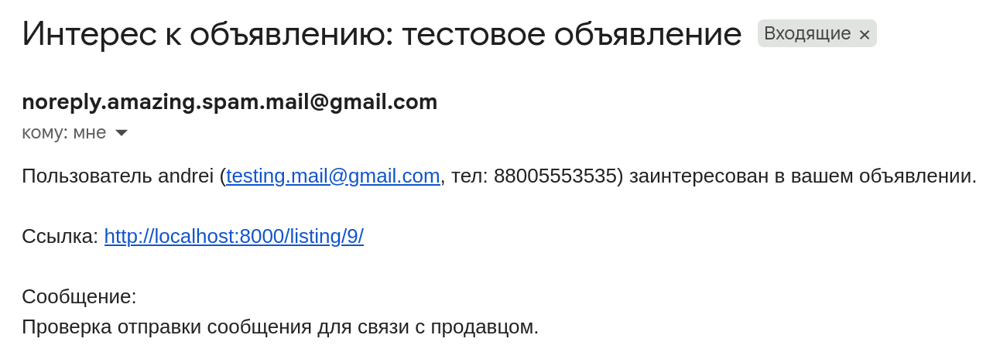 Интерес к объявлению: тестовое объявление Входящие ×
noreply.amazing.spam.mail@gmail.com
кому: мне
Пользователь andrei (testing.mail@gmail.com, тел: 88005553535) заинтересован в вашем объявлении.
Ссылка: http://localhost:8000/listing/9/
Сообщение:
Проверка отправки сообщения для связи с продавцом.